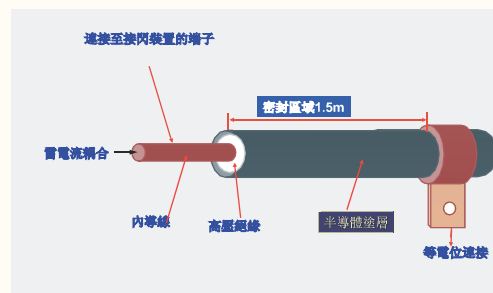 連接至接閃裝置的端子
密封區域1.5m
雷電流耦合
內導線
高壓絕緣
半導體塗層
等電位連接